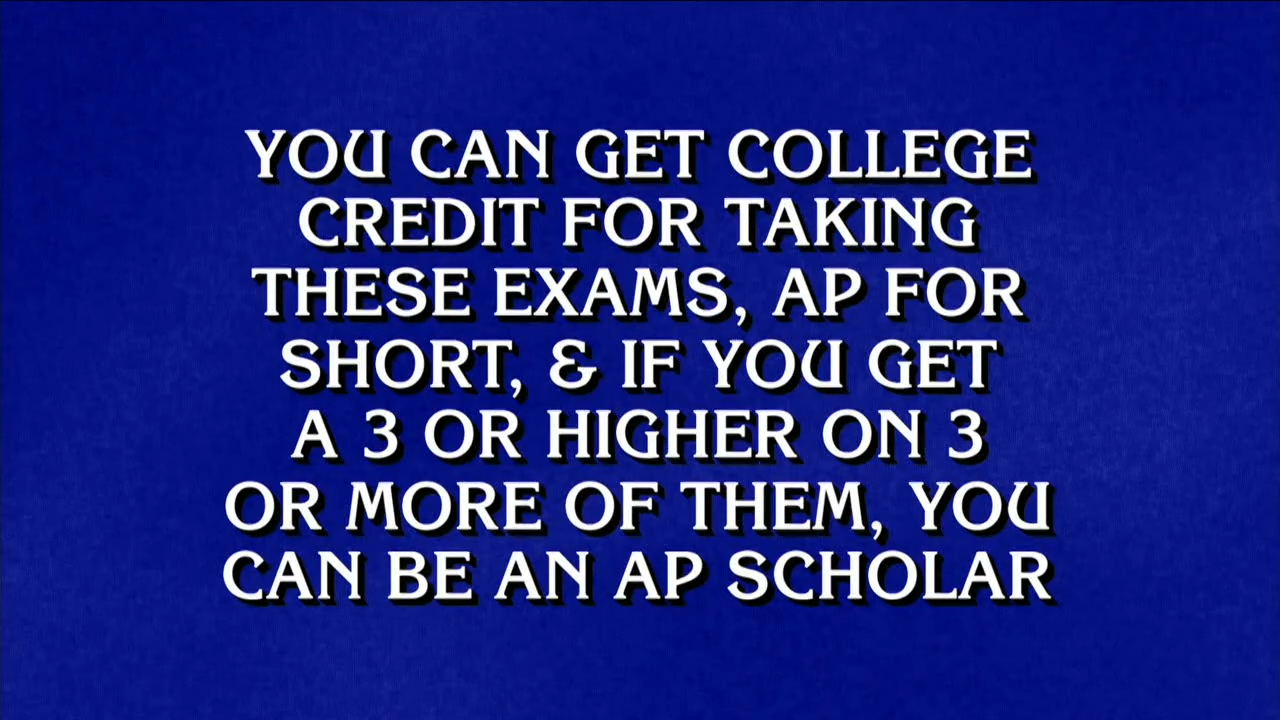 YOU CAN GET COLLEGE
CREDIT FOR TAKING
THESE EXAMS, AP FOR
SHORT, & IF YOU GET
A 3 OR HIGHER ON 3
OR MORE OF THEM, YOU
CAN BE AN AP SCHOLAR